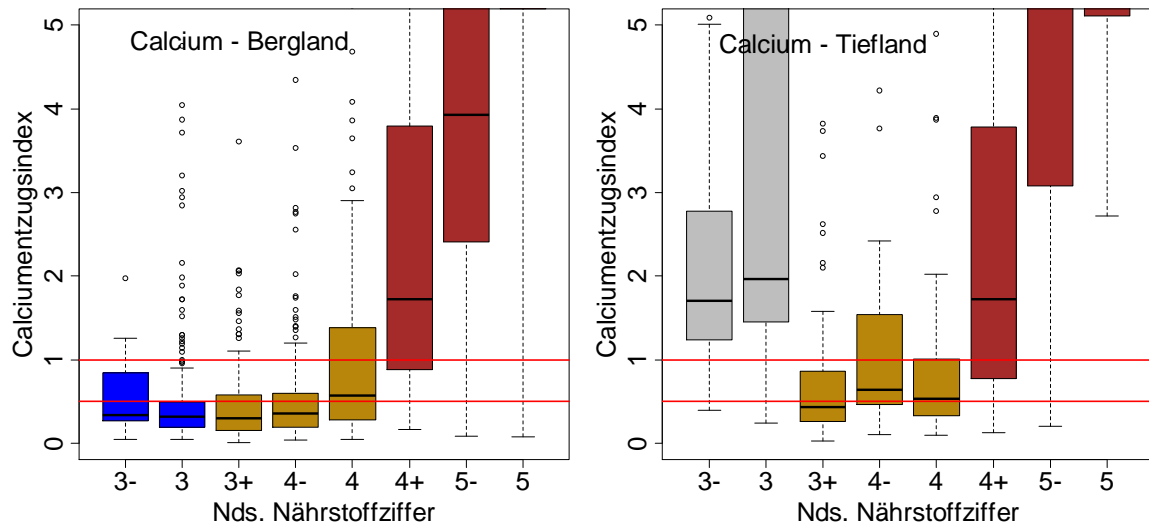 Calcium - Bergland
Calciumentzugsindex
5
4
3
2
1
0
3- 3 3+ 4- 4 4+ 5- 5
Nds. Nährstoffziffer
Calcium - Tiefland
Calciumentzugsindex
5
4
3
2
1
0
3- 3 3+ 4- 4 4+ 5- 5
Nds. Nährstoffziffer